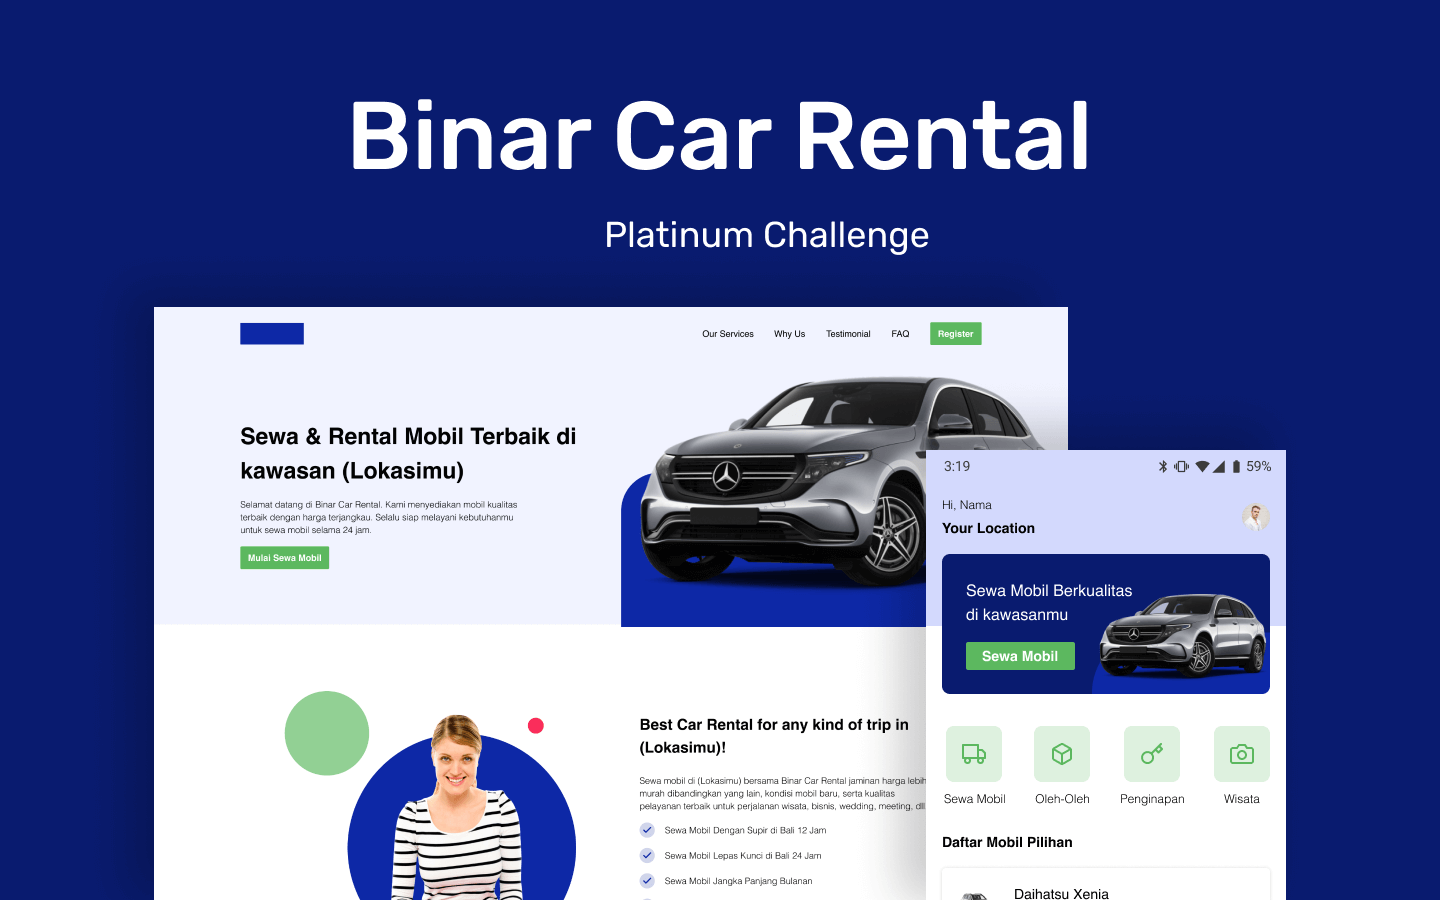 Binar Car Rental
Platinum Challenge
Our Services
Why Us
Testimonial
FAQ
Register
Sewa & Rental Mobil Terbaik di
kawasan (Lokasimu)
Selamat datang di Binar Car Rental. Kami menyediakan mobil kualitas
terbaik dengan harga terjangkau. Selalu siap melayani kebutuhanmu
untuk sewa mobil selama 24 jam.
Mulai Sewa Mobil
Best Car Rental for any kind of trip in
(Lokasimu)!
Sewa mobil di (Lokasimu) bersama Binar Car Rental jaminan harga lebih
murah dibandingkan yang lain, kondisi mobil baru, serta kualitas
pelayanan terbaik untuk perjalanan wisata, bisnis, wedding, meeting, dll
Sewa Mobil Dengan Supir di Bali 12 Jam
Sewa Mobil Lepas Kunci di Bali 24 Jam
Sewa Mobil Jangka Panjang Bulanan
3:19
59%
Hi, Nama
Your Location
Sewa Mobil Berkualitas
di kawasanmu
Sewa Mobil
Sewa Mobil
Oleh-Oleh
Penginapan
Wisata
Daftar Mobil Pilihan
Daihatsu Xenia